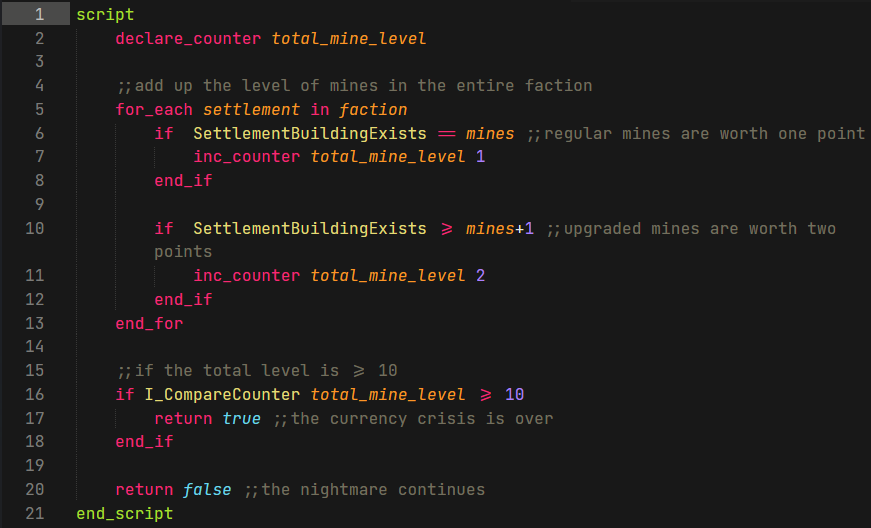 1 script
2 declare_counter total_mine_level
3
4 ;;add up the level of mines in the entire faction
5 for_each settlement in faction
6 if SettlementBuildingExists == mines ;;regular mines are worth one point
7 inc_counter total_mine_level 1
8 end_if
9
10 if SettlementBuildingExists >= mines+1 ;;upgraded mines are worth two
points
11 inc_counter total_mine_level 2
12 end_if
13 end_for
14
15 ;;if the total level is >= 10
16 if I_CompareCounter total_mine_level >= 10
17 return true ;;the currency crisis is over
18 end_if
19
20 return false ;;the nightmare continues
21 end_script